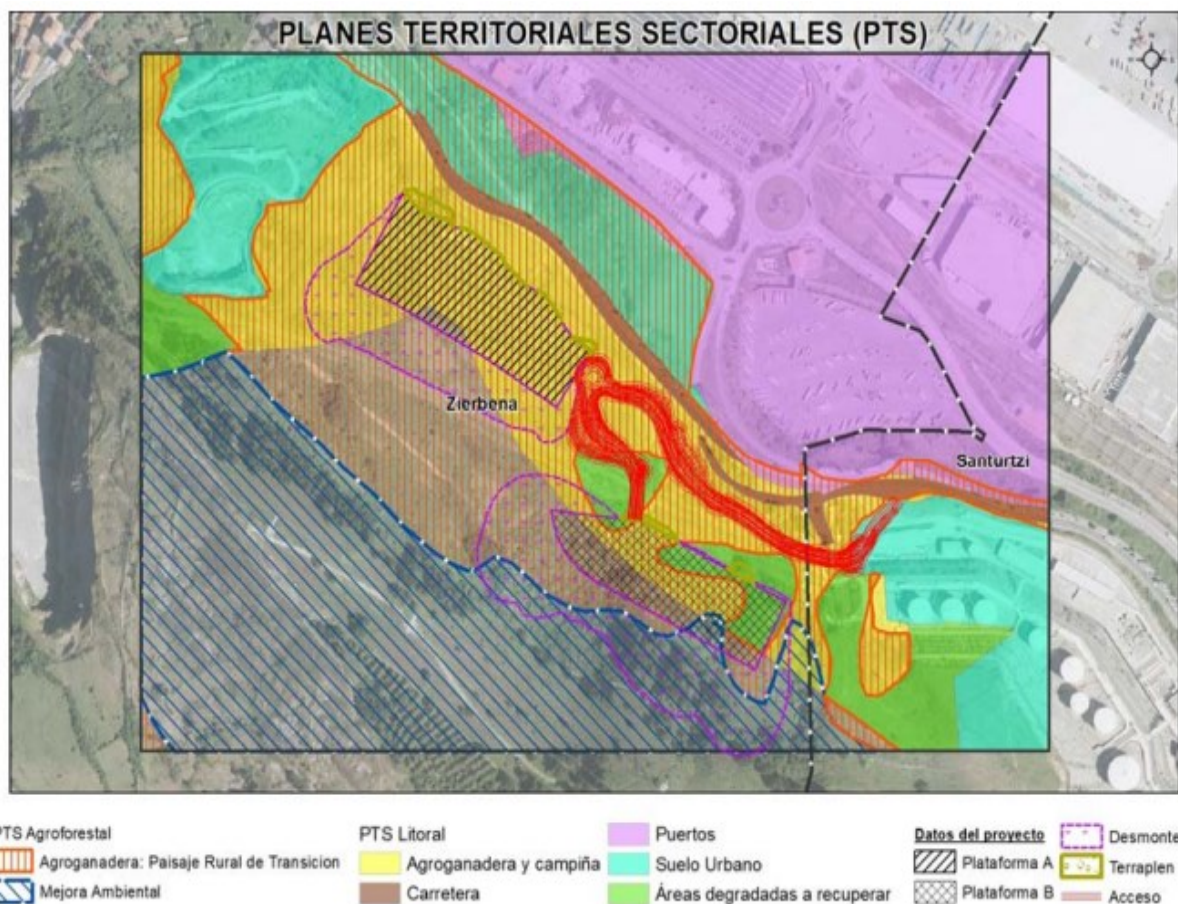 PLANES TERRITORIALES SECTORIALES (PTS)
Zierbena
Santurtzi
PTS Agroforestal
Agroganadera: Paisaje Rural de Transicion
Mejora Ambiental
PTS Litoral
Agroganadera y campiña
Carretera
Puertos
Suelo Urbano
Áreas degradadas a recuperar
Datos del proyecto
Plataforma A
Plataforma B
Desmonte
Terraplen
Acceso